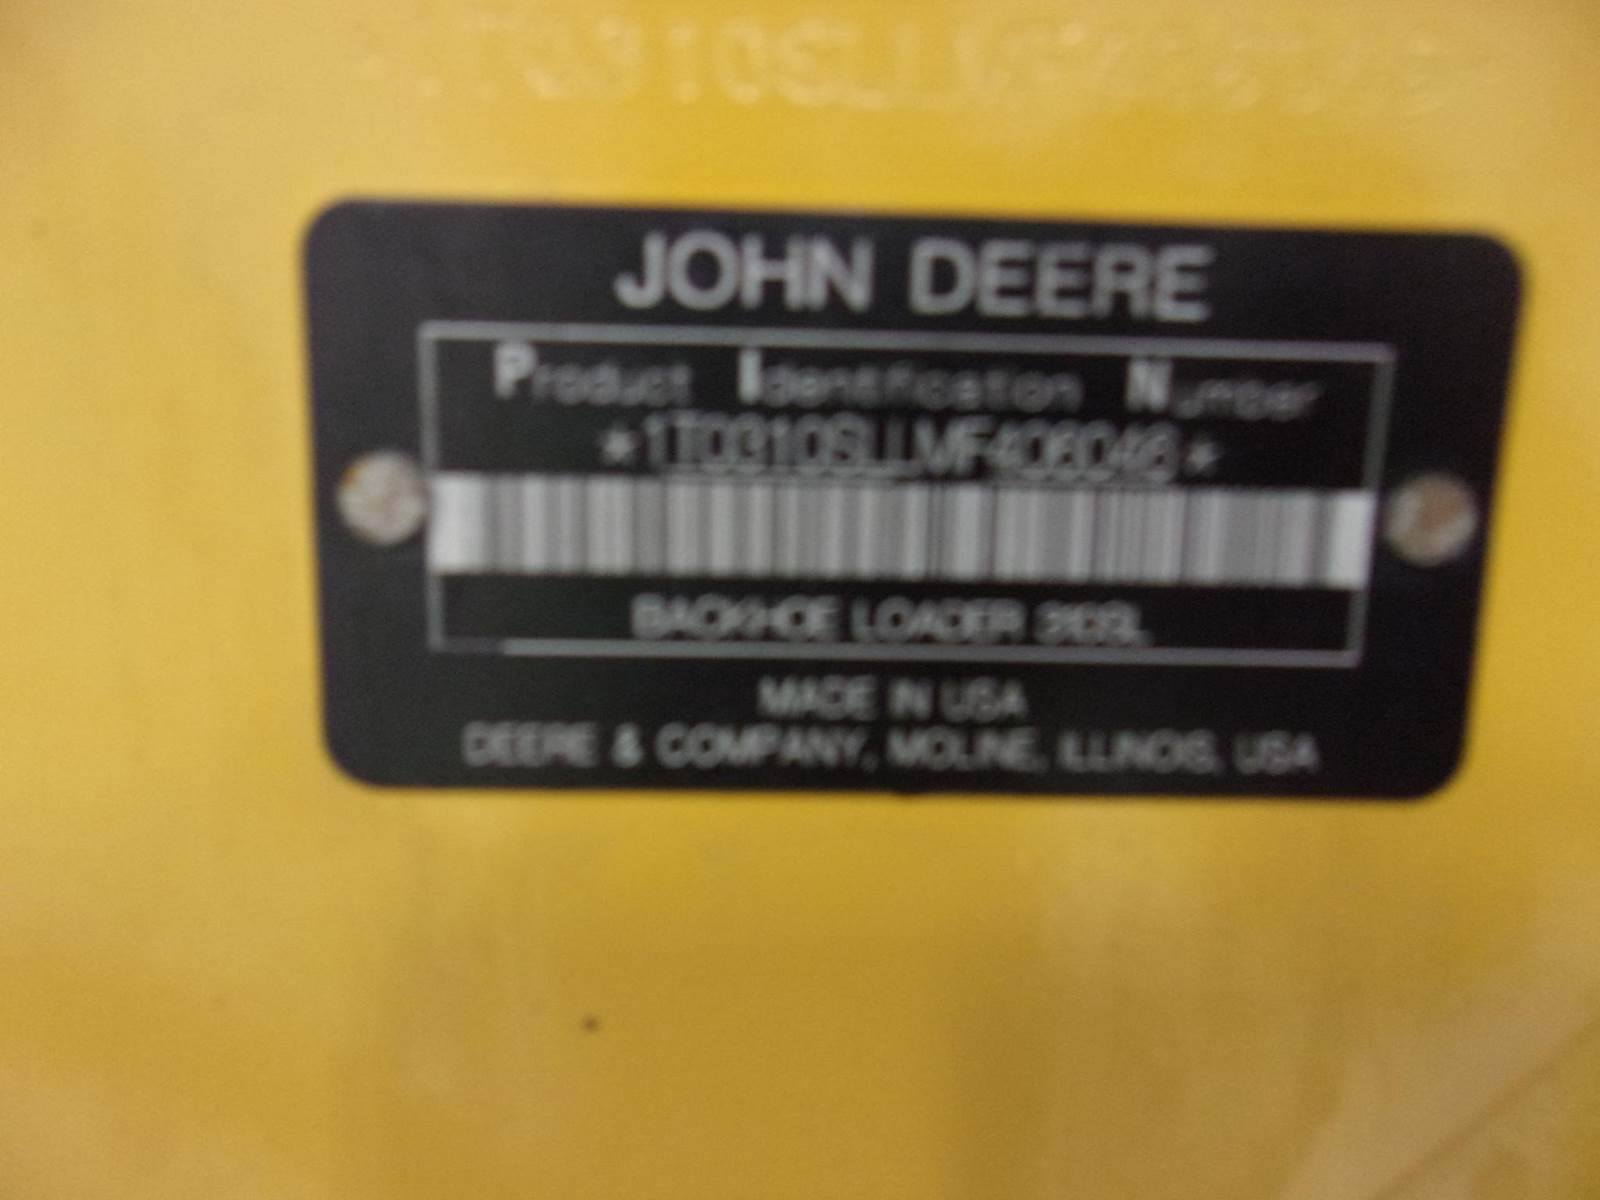 JOHN DEERE
Product Identification Number
*1T0310SLLMF406046*
BACKHOE LOADER 310SL
MADE IN USA
DEERE & COMPANY, MOLINE, ILLINOIS, USA